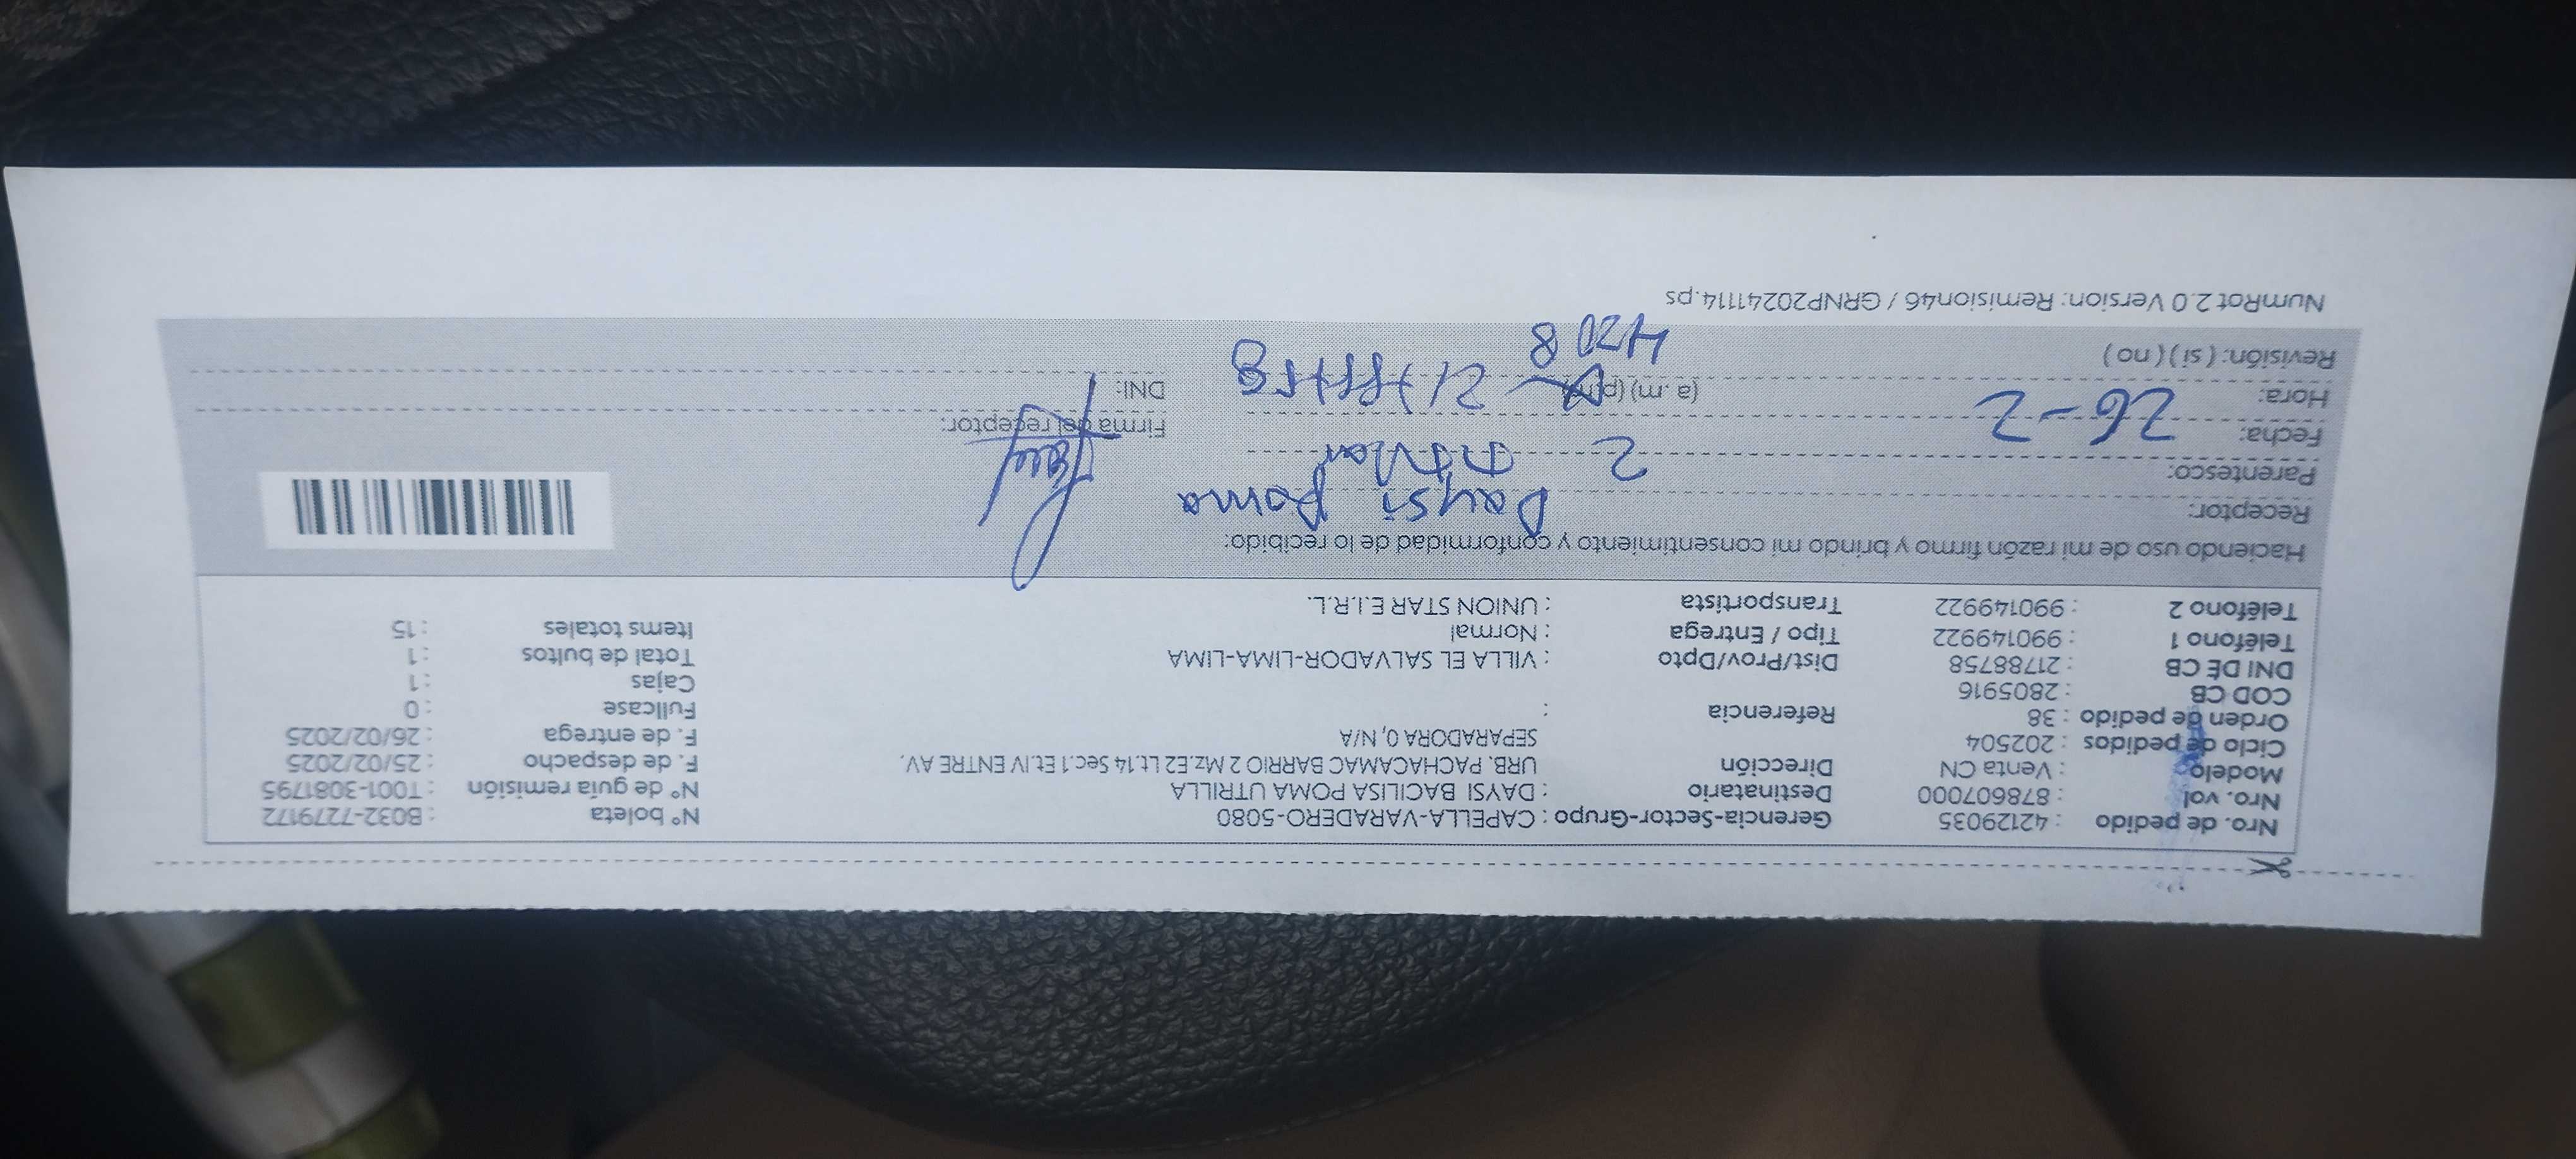 Nro. de pedido : 42129035 Gerencia-Sector-Grupo : CAPELLA-VARADERO-5080 N° boleta : B032-7279172
Nro. vol : 878607000 Destinatario : DAYSI BACILISA POMA UTRILLA N° de guía remisión : T001-3081795
Modelo : Venta CN Dirección URB. PACHACAMAC BARRIO 2 Mz.E2 Lt.14 Sec.1 Et.IV ENTRE AV. F. de despacho : 25/02/2025
Ciclo de pedidos : 202504 SEPARADORA 0, N/A F. de entrega : 26/02/2025
Orden de pedido : 38 Referencia : Fullcase : 0
COD CB : 2805916 Cajas : 1
DNI DE CB : 21788758 Dist/Prov/Dpto : VILLA EL SALVADOR-LIMA-LIMA Total de bultos : 1
Teléfono 1 : 990149922 Tipo / Entrega : Normal Items totales : 15
Teléfono 2 : 990149922 Transportista : UNION STAR E.I.R.L.
Haciendo uso de mi razón firmo y brindo mi consentimiento y conformidad de lo recibido:
Receptor: Daysi Poma
Parentesco: 2
Fecha: 26-2 Firma del receptor:
Hora: (a. m) (p.m) DNI:
Revisión: ( si ) ( no )
NumRot 2.0 Version: Remision46 / GRNP20241114.ps